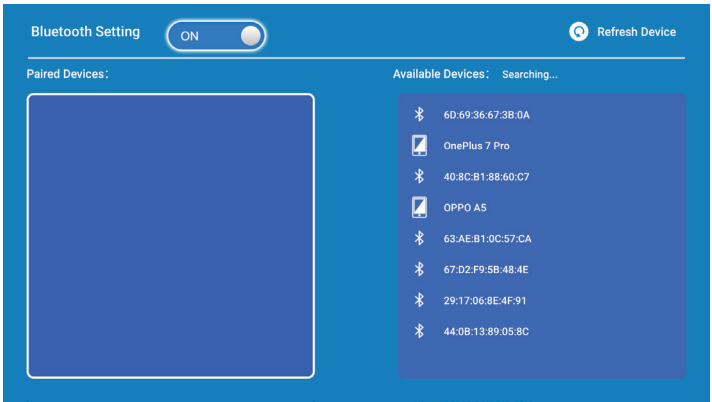 Bluetooth Setting
ON
Refresh Device
Paired Devices:
Available Devices: Searching...
6D:69:36:67:3B:0A
OnePlus 7 Pro
40:8C:B1:88:60:C7
OPPO A5
63:AE:B1:0C:57:CA
67:D2:F9:5B:48:4E
29:17:06:8E:4F:91
44:0B:13:89:05:8C